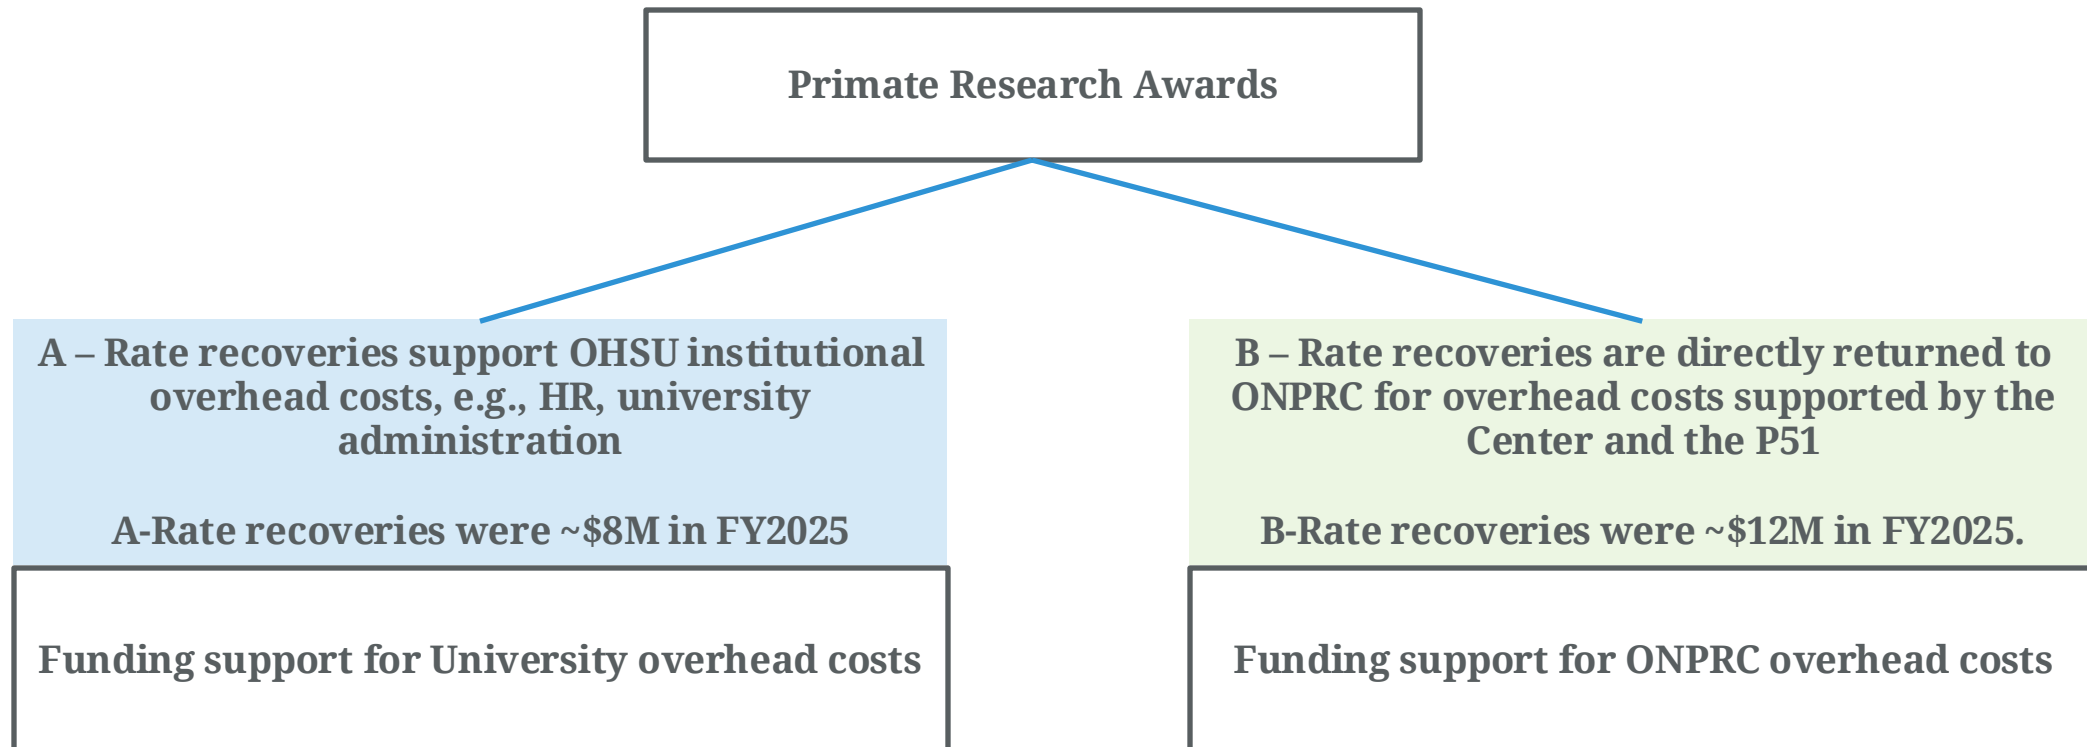 Primate Research Awards
A – Rate recoveries support OHSU institutional
overhead costs, e.g., HR, university
administration
A-Rate recoveries were ~$8M in FY2025
Funding support for University overhead costs
B – Rate recoveries are directly returned to
ONPRC for overhead costs supported by the
Center and the P51
B-Rate recoveries were ~$12M in FY2025.
Funding support for ONPRC overhead costs